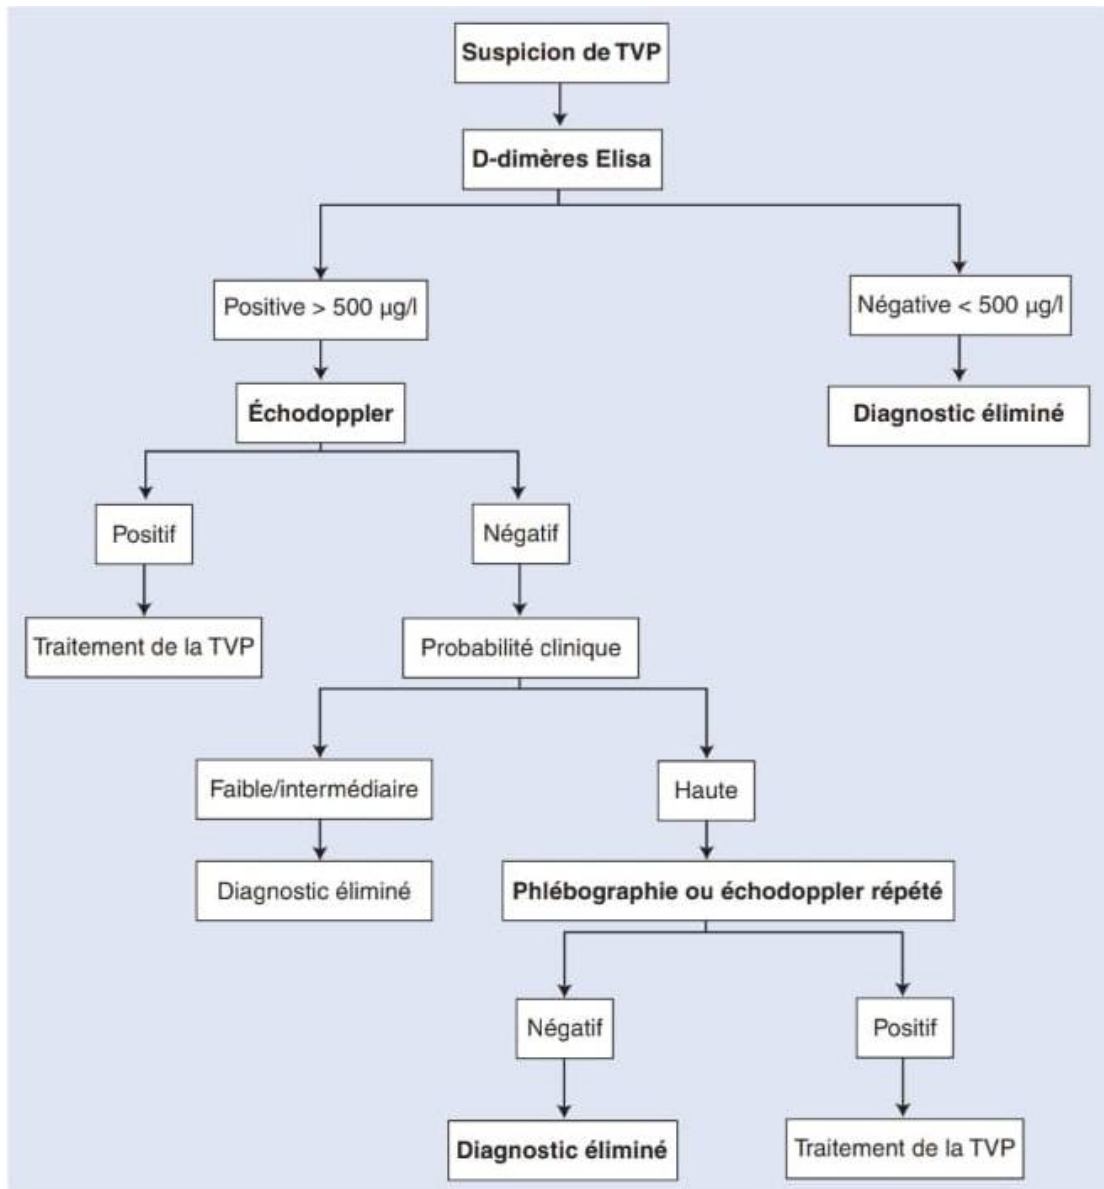 Suspicion de TVP
D-dimères Elisa
Positive > 500 µg/l
Négative < 500 µg/l
Échodoppler
Diagnostic éliminé
Positif
Négatif
Traitement de la TVP
Probabilité clinique
Faible/intermédiaire
Haute
Diagnostic éliminé
Phlébographie ou échodoppler répété
Négatif
Positif
Diagnostic éliminé
Traitement de la TVP